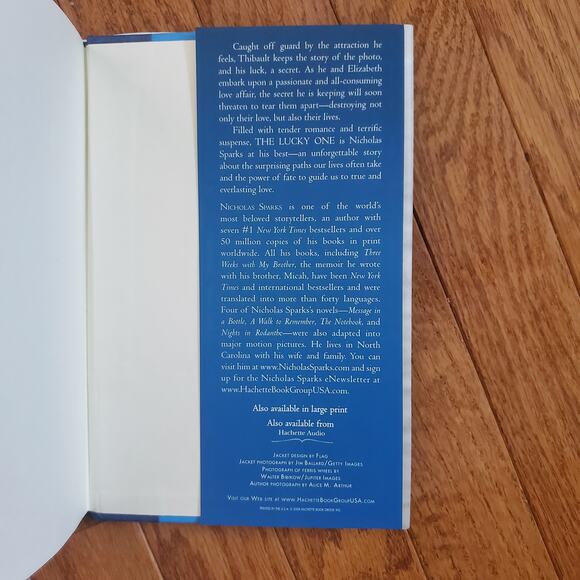 Caught off guard by the attraction he
feels, Thibault keeps the story of the photo,
and his luck, a secret. As he and Elizabeth
embark upon a passionate and all-consuming
love affair, the secret he is keeping will soon
threaten to tear them apart—destroying not
only their love, but also their lives.
Filled with tender romance and terrific
suspense, THE LUCKY ONE is Nicholas
Sparks at his best—an unforgettable story
about the surprising paths our lives often take
and the power of fate to guide us to true and
everlasting love.
NICHOLAS SPARKS is one of the world's
most beloved storytellers, an author with
seven #1 New York Times bestsellers and over
50 million copies of his books in print
worldwide. All his books, including Three
Weeks with My Brother, the memoir he wrote
with his brother, Micah, have been New York
Times and international bestsellers and were
translated into more than forty languages.
Four of Nicholas Sparks's novels—Message in
a Bottle, A Walk to Remember, The Notebook, and
Nights in Rodanthe—were also adapted into
major motion pictures. He lives in North
Carolina with his wife and family. You can
visit him at www.NicholasSparks.com and sign
up for the Nicholas Sparks eNewsletter at
www.HachetteBookGroupUSA.com.
Also available in large print
Also available from
Hachette Audio
JACKET DESIGN BY FLAG
JACKET PHOTOGRAPH BY JIM BALLARD/GETTY IMAGES
PHOTOGRAPH OF FERRIS WHEEL BY
WALTER BIBIKOW/JUPITER IMAGES
AUTHOR PHOTOGRAPH BY ALICE M. ARTHUR
VISIT OUR WEB SITE AT WWW.HACHETTEBOOKGROUPUSA.COM
PRINTED IN THE U.S.A. © 2008 HACHETTE BOOK GROUP, INC.